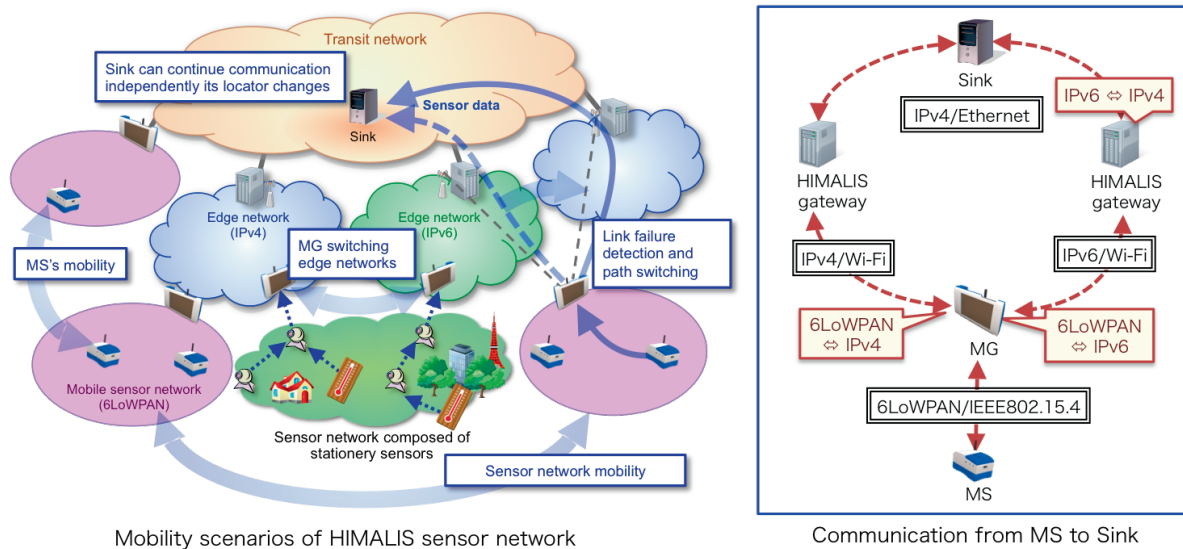 Transit network
Sink can continue communication
independently its locator changes
Sensor data
Sink
Edge network
(IPv4)
Edge network
(IPv6)
MG switching
edge networks
Link failure
detection and
path switching
MS's mobility
Mobile sensor network
(6LoWPAN)
Sensor network composed of
stationery sensors
Sensor network mobility
Mobility scenarios of HIMALIS sensor network
Sink
IPv4/Ethernet
IPv6 ⇔ IPv4
HIMALIS
gateway
HIMALIS
gateway
IPv4/Wi-Fi
IPv6/Wi-Fi
6LoWPAN
⇔ IPv4
MG
6LoWPAN
⇔ IPv6
6LoWPAN/IEEE802.15.4
MS
Communication from MS to Sink